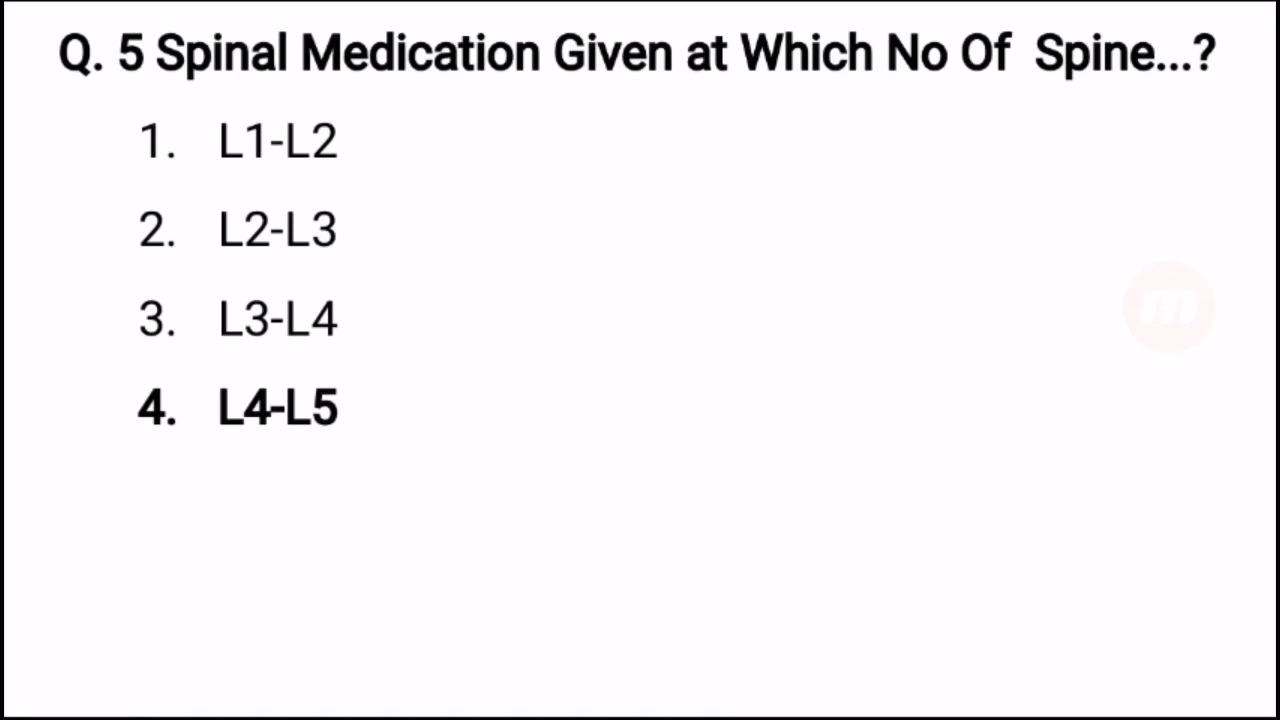 Q. 5 Spinal Medication Given at Which No Of Spine...?
1. L1-L2
2. L2-L3
3. L3-L4
4. L4-L5